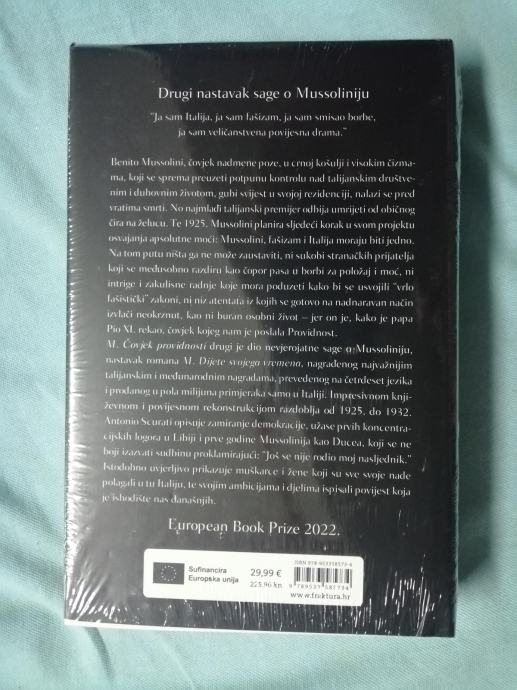 Drugi nastavak sage o Mussoliniju
"Ja sam Italija, ja sam fašizam, ja sam smisao borbe,
ja sam veličanstvena povijesna drama."
Benito Mussolini, čovjek nadmene poze, u crnoj košulji i visokim čizma-
ma, koji se sprema preuzeti potpunu kontrolu nad talijanskim društve-
nim i duhovnim životom, gubi svijest u svojoj rezidenciji, nalazi se pred
vratima smrti. No najmlađi talijanski premijer odbija umrijeti od običnog
čira na želucu. Te 1925. Mussolini planira sljedeći korak u svom projektu
osvajanja apsolutne moći: Mussolini, fašizam i Italija moraju biti jedno.
Na tom putu ništa ga ne može zaustaviti, ni sukobi stranačkih prijatelja
koji se međusobno razdiru kao čopor pasa u borbi za položaj i moć, ni
intrige i zakulisne radnje koje mora poduzeti kako bi se usvojili "vrlo
fašistički" zakoni, ni niz atentata iz kojih se gotovo na nadnaravan način
izvlači neokrznut, kao ni buran osobni život – jer on je, kako je papa
Pio XI. rekao, čovjek kojeg nam je poslala Providnost.
M. Čovjek providnosti drugi je dio nevjerojatne sage o Mussoliniju,
nastavak romana M. Dijete svojega vremena, nagrađenog najvažnijim
talijanskim i međunarodnim nagradama, prevedenog na četrdeset jezika
i prodanog u pola milijuna primjeraka samo u Italiji. Impresivnom knji-
ževnom i povijesnom rekonstrukcijom razdoblja od 1925. do 1932.
Antonio Scurati opisuje zamiranje demokracije, užase prvih koncentra-
cijskih logora u Libiji i prve godine Mussolinija kao Ducea, koji se ne
boji izazvati sudbinu proklamirajući: "Još se nije rodio moj nasljednik."
Istodobno uvjerljivo prikazuje muškarce i žene koji su sve svoje nade
polagali u tu Italiju, te svojim ambicijama i djelima ispisali povijest koja
je ishodište nas današnjih.
European Book Prize 2022.
Sufinancira
Europska unija
29,99 €
225,96 kn
ISBN 978-953358573-4
9 789533 585734
www.fraktura.hr